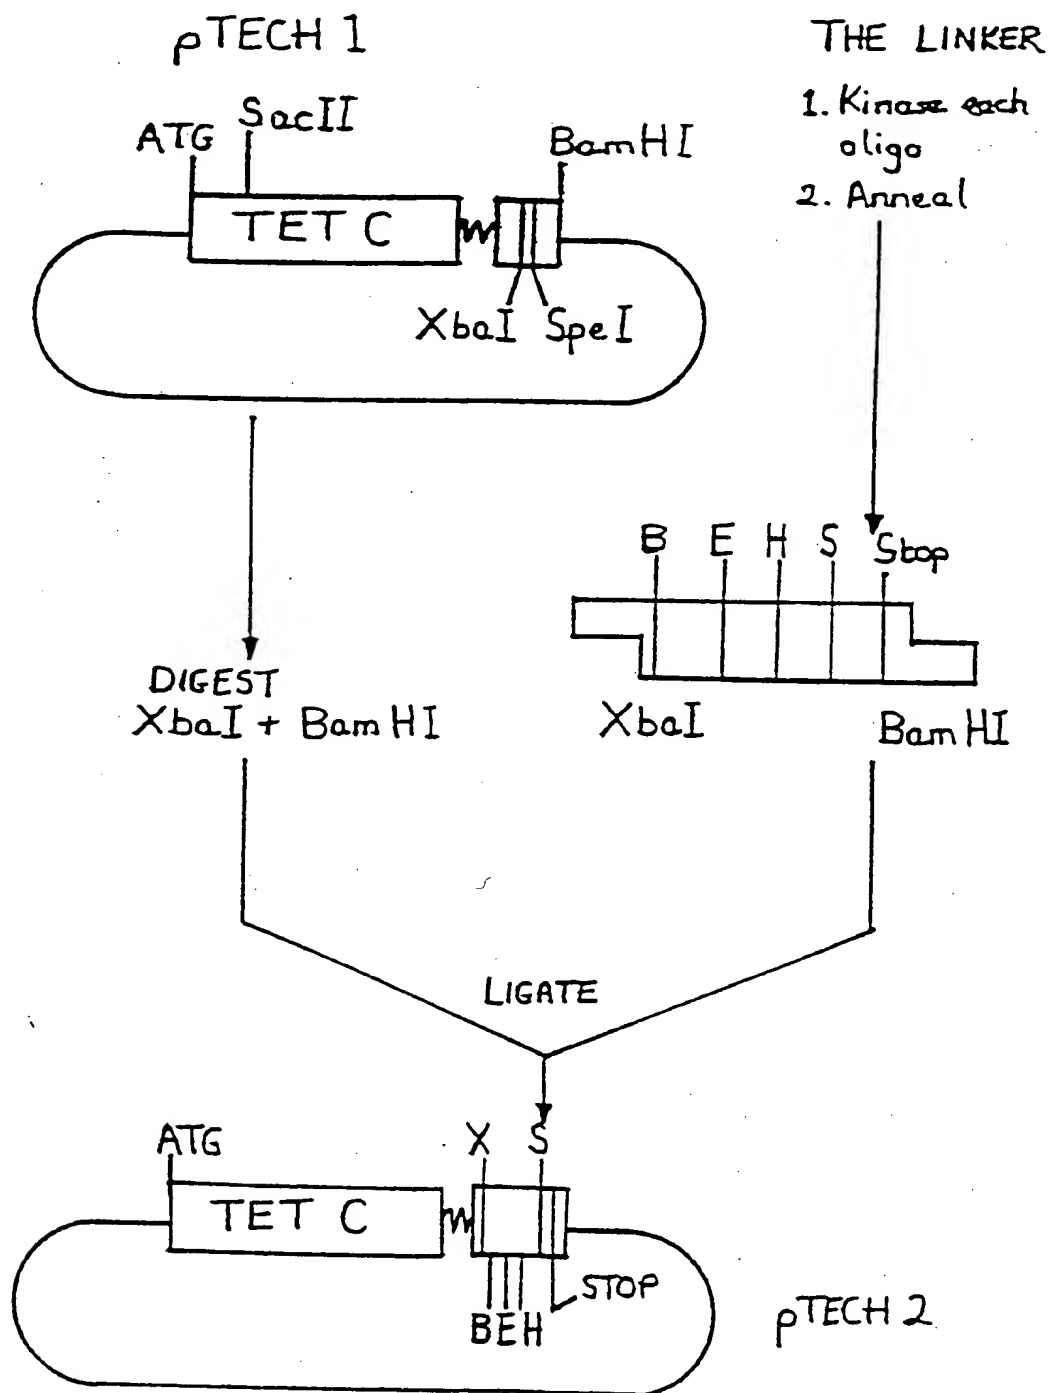 pTECH 1
THE LINKER
1. Kinase each
oligo
2. Anneal
ATG
SacII
BamHI
TET C
XbaI SpeI
B E H S Stop
DIGEST
XbaI + BamHI
XbaI
BamHI
LIGATE
ATG
X S
TET C
STOP
BEH
pTECH 2